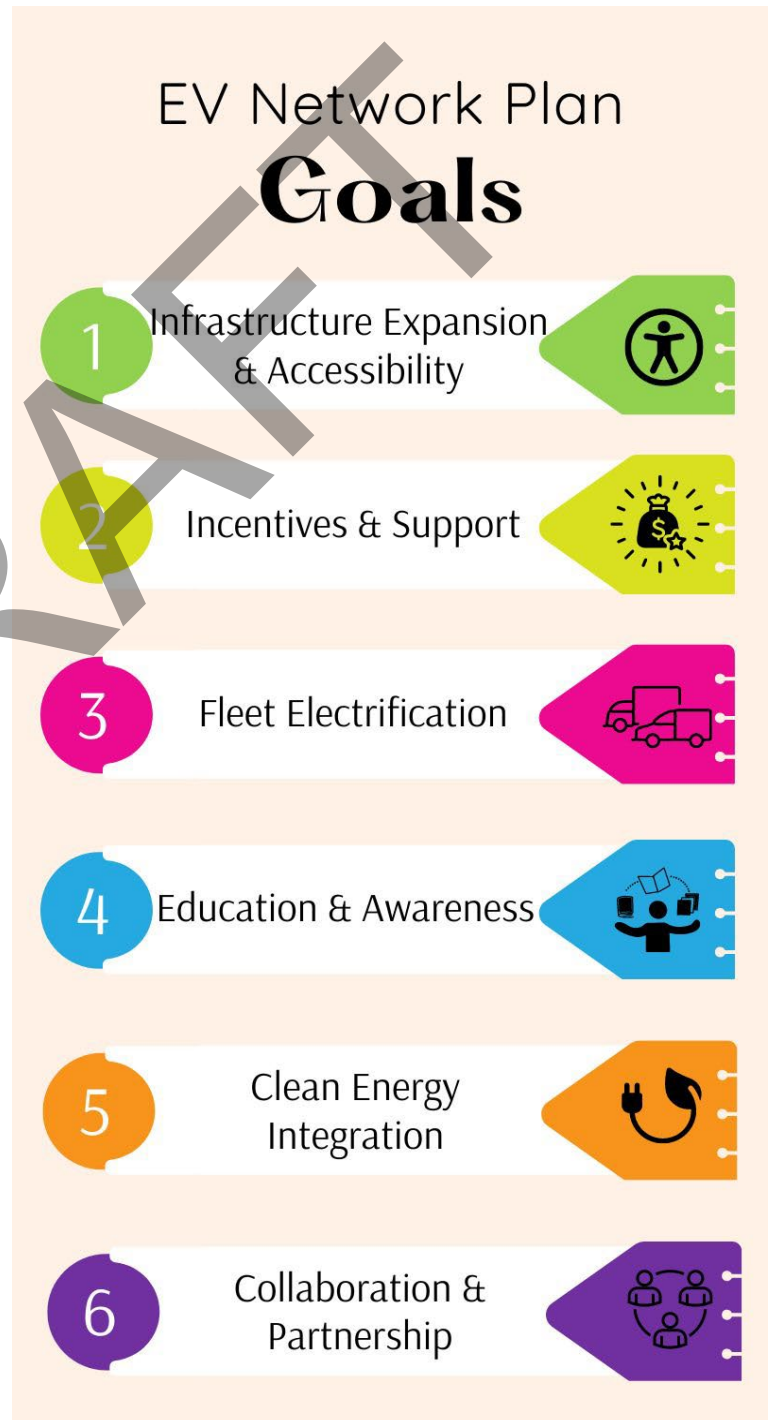 EV Network Plan
Goals
1
Infrastructure Expansion
& Accessibility
2
Incentives & Support
$
3
Fleet Electrification
4
Education & Awareness
5
Clean Energy
Integration
6
Collaboration &
Partnership